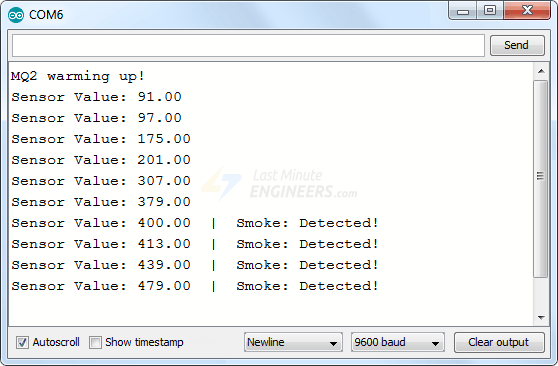 COM6
Send
MQ2 warming up!
Sensor Value: 91.00
Sensor Value: 97.00
Sensor Value: 175.00
Sensor Value: 201.00
Sensor Value: 307.00
Sensor Value: 379.00
Sensor Value: 400.00 | Smoke: Detected!
Sensor Value: 413.00 | Smoke: Detected!
Sensor Value: 439.00 | Smoke: Detected!
Sensor Value: 479.00 | Smoke: Detected!
Last Minute
ENGINEERS.com
Autoscroll Show timestamp Newline 9600 baud Clear output